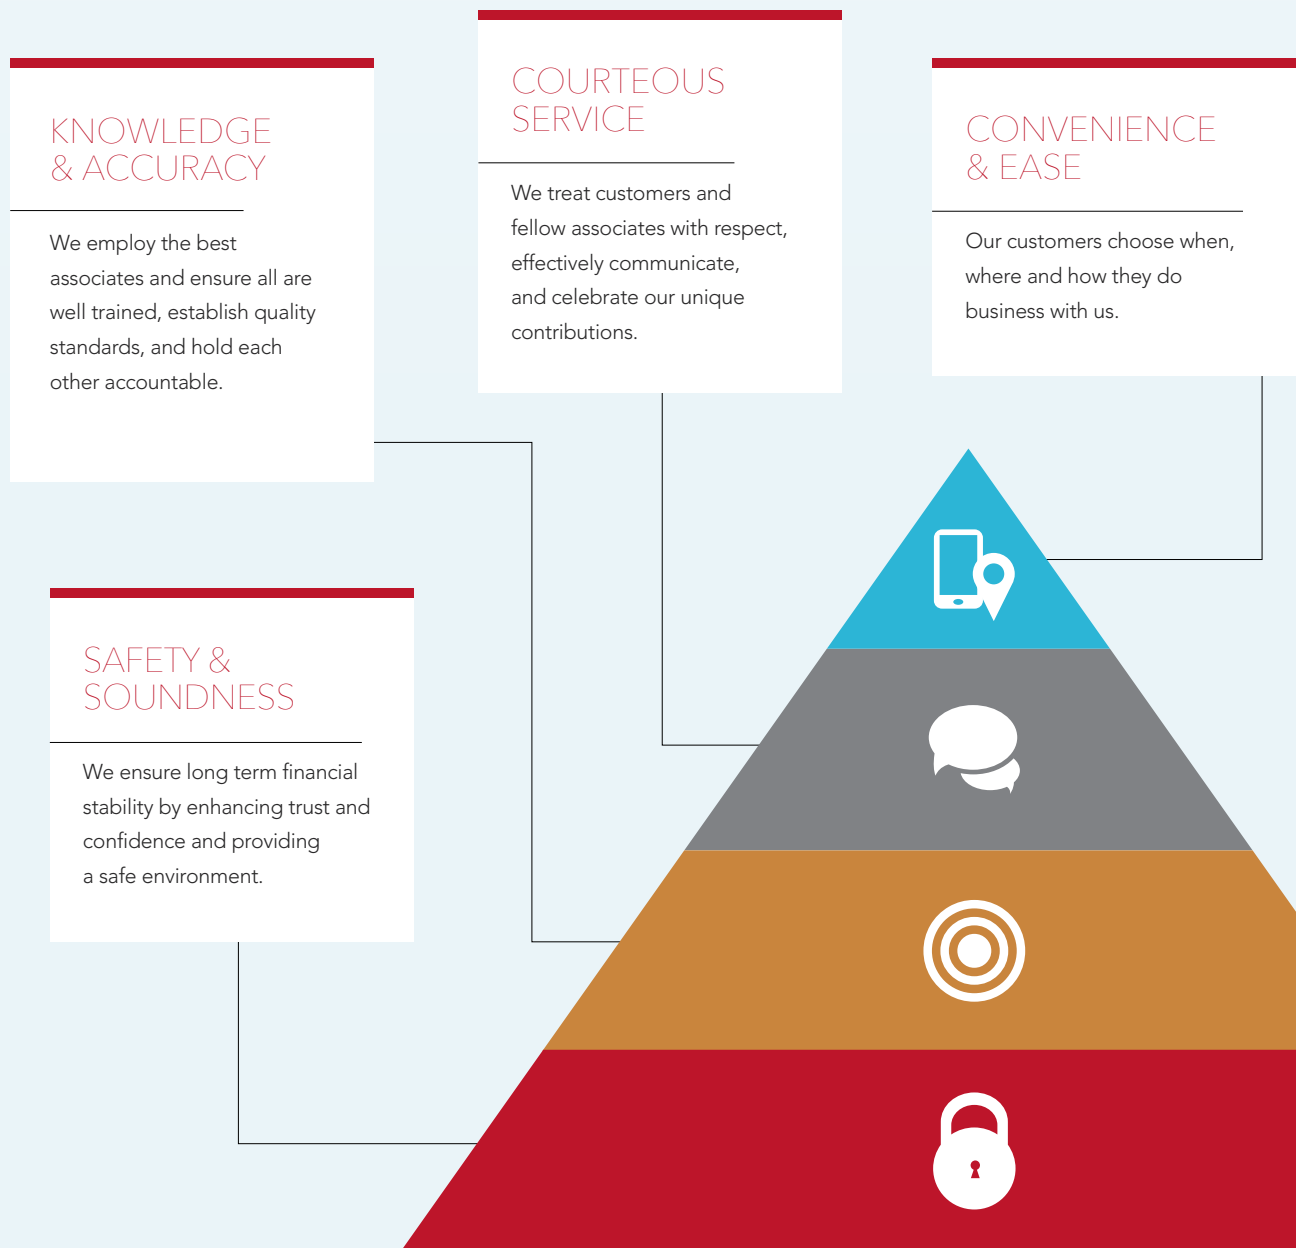 KNOWLEDGE
& ACCURACY
We employ the best
associates and ensure all are
well trained, establish quality
standards, and hold each
other accountable.
COURTEOUS
SERVICE
We treat customers and
fellow associates with respect,
effectively communicate,
and celebrate our unique
contributions.
CONVENIENCE
& EASE
Our customers choose when,
where and how they do
business with us.
SAFETY &
SOUNDNESS
We ensure long term financial
stability by enhancing trust and
confidence and providing
a safe environment.